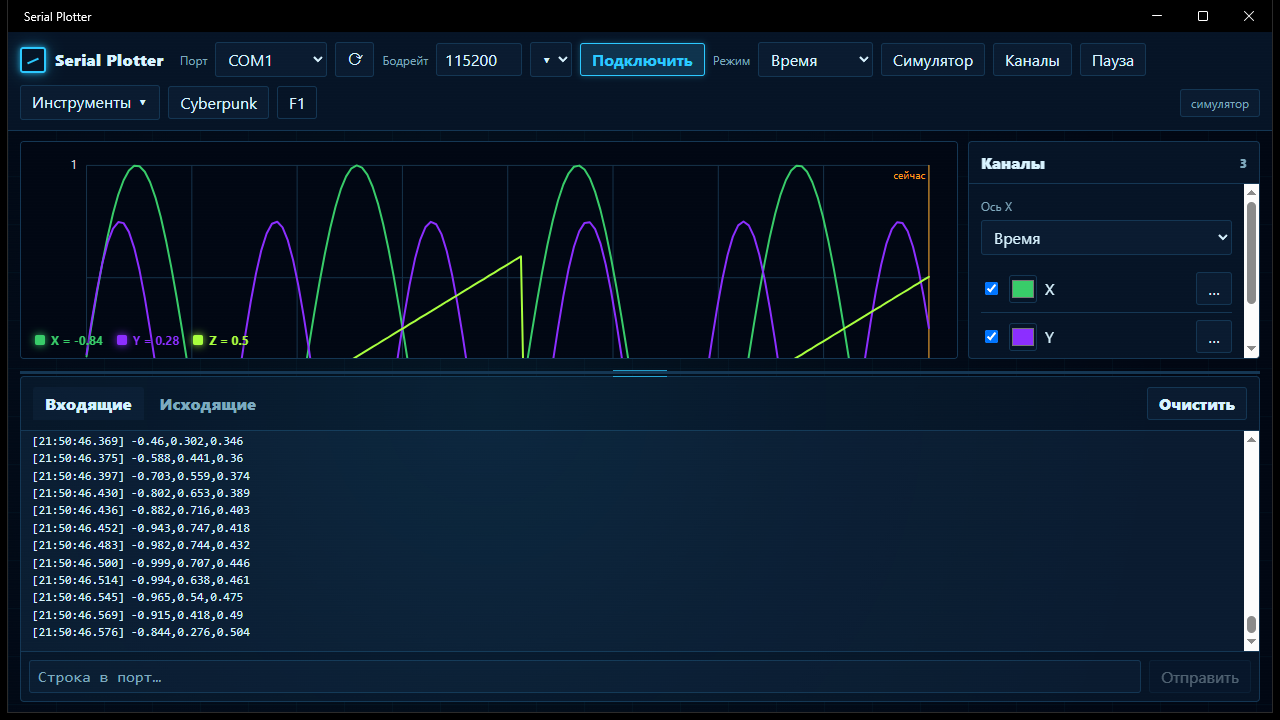 Serial Plotter
Serial Plotter Порт COM1 Бодрейт 115200 ▾ Подключить Режим Время Симулятор Каналы Пауза
Инструменты ▾ Cyberpunk F1 симулятор
1
сейчас
X = -0.84 Y = 0.28 Z = 0.5
Каналы 3
Ось X
Время
X ...
Y ...
Входящие Исходящие Очистить
[21:50:46.369] -0.46,0.302,0.346
[21:50:46.375] -0.588,0.441,0.36
[21:50:46.397] -0.703,0.559,0.374
[21:50:46.430] -0.802,0.653,0.389
[21:50:46.436] -0.882,0.716,0.403
[21:50:46.452] -0.943,0.747,0.418
[21:50:46.483] -0.982,0.744,0.432
[21:50:46.500] -0.999,0.707,0.446
[21:50:46.514] -0.994,0.638,0.461
[21:50:46.545] -0.965,0.54,0.475
[21:50:46.569] -0.915,0.418,0.49
[21:50:46.576] -0.844,0.276,0.504
Строка в порт… Отправить